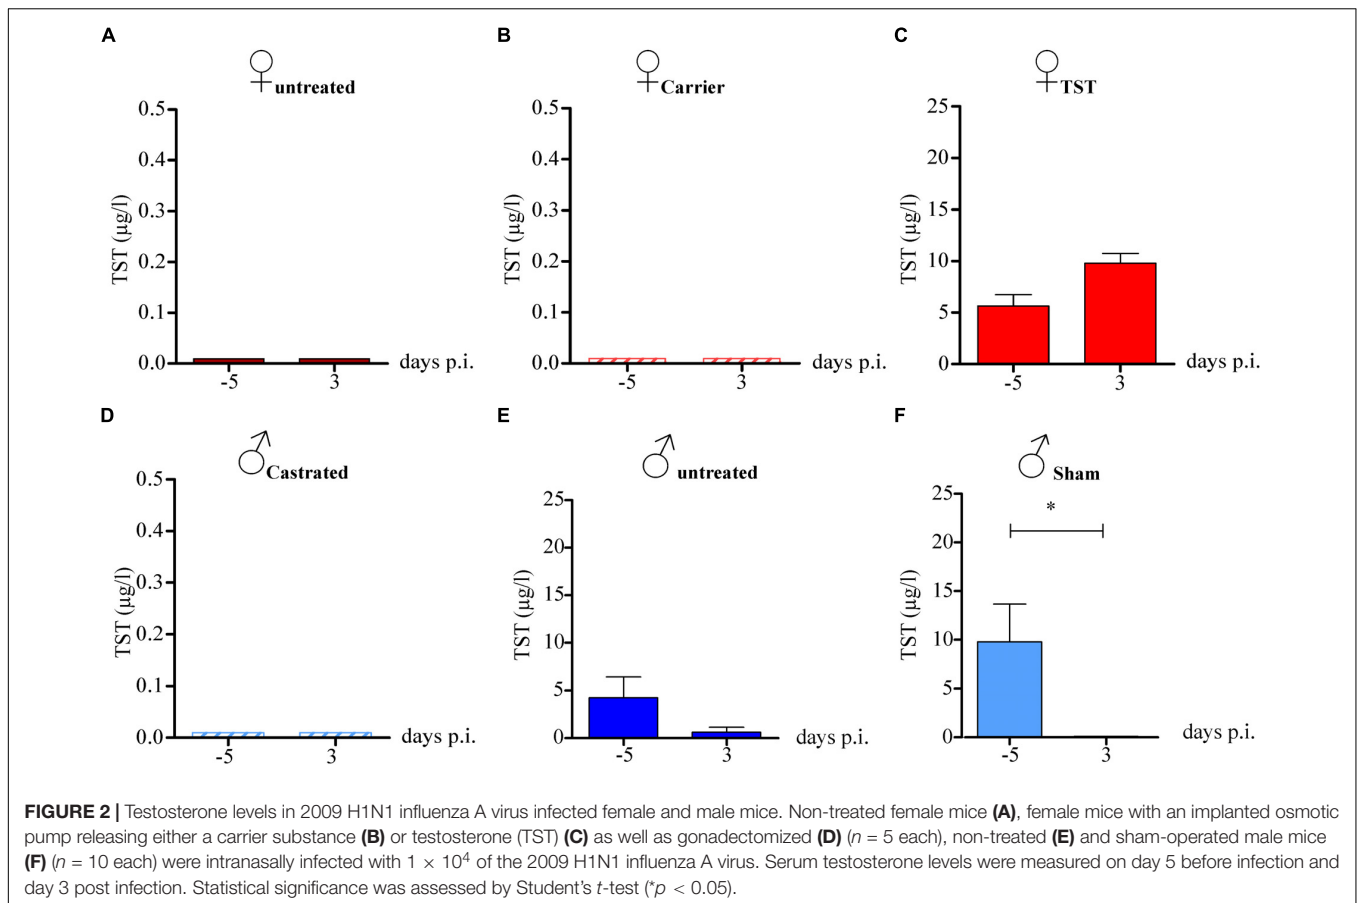 A
♀untreated
0.5
0.4
0.3
0.2
0.1
0.0
TST (µg/l)
-5
3
days p.i.
B
♀Carrier
0.5
0.4
0.3
0.2
0.1
0.0
TST (µg/l)
-5
3
days p.i.
C
♀TST
25
20
15
10
5
0
TST (µg/l)
-5
3
days p.i.
D
♂Castrated
0.5
0.4
0.3
0.2
0.1
0.0
TST (µg/l)
-5
3
days p.i.
E
♂ untreated
25
20
15
10
5
0
TST (µg/l)
-5
3
days p.i.
F
♂ Sham
25
20
15
10
5
0
TST (µg/l)
*
-5
3
days p.i.
FIGURE 2 | Testosterone levels in 2009 H1N1 influenza A virus infected female and male mice. Non-treated female mice (A), female mice with an implanted osmotic
pump releasing either a carrier substance (B) or testosterone (TST) (C) as well as gonadectomized (D) (n = 5 each), non-treated (E) and sham-operated male mice
(F) (n = 10 each) were intranasally infected with 1 × 10⁴ of the 2009 H1N1 influenza A virus. Serum testosterone levels were measured on day 5 before infection and
day 3 post infection. Statistical significance was assessed by Student's t-test (*p < 0.05).